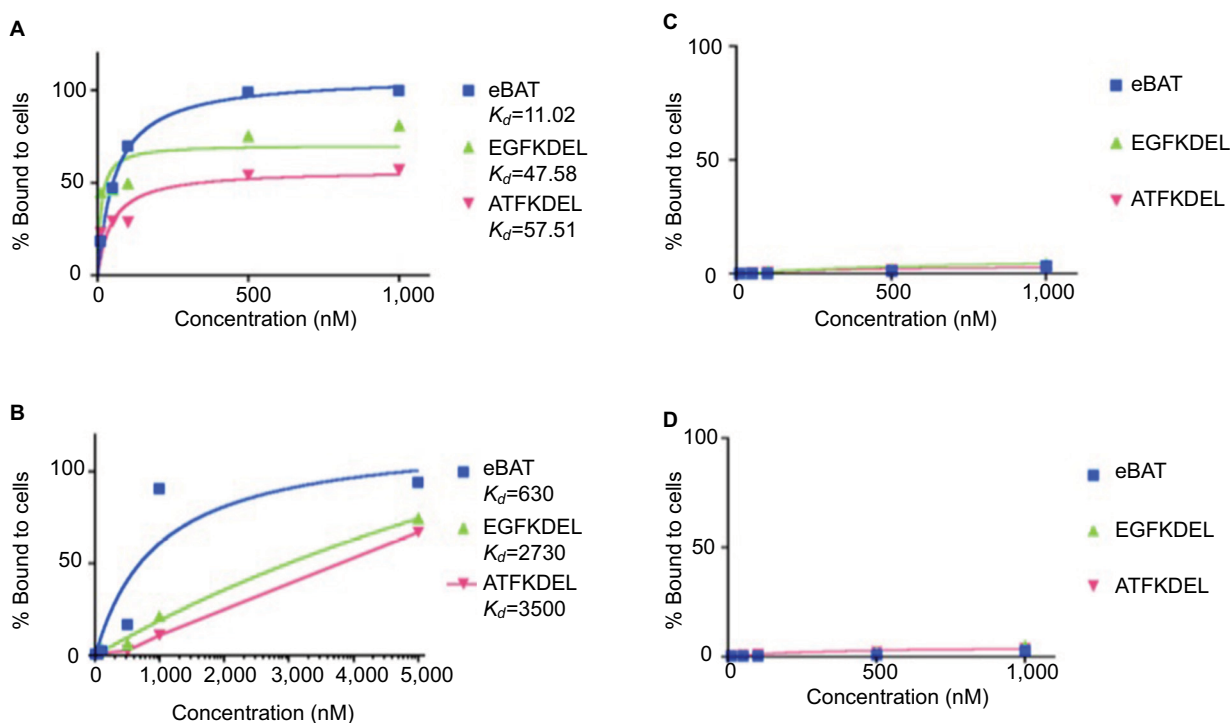 A
% Bound to cells
100
50
0
0
500
1,000
Concentration (nM)
eBAT
Kd=11.02
EGFKDEL
Kd=47.58
ATFKDEL
Kd=57.51
C
% Bound to cells
100
50
0
0
500
1,000
Concentration (nM)
eBAT
EGFKDEL
ATFKDEL
B
% Bound to cells
100
50
0
0
1,000
2,000
3,000
4,000
5,000
Concentration (nM)
eBAT
Kd=630
EGFKDEL
Kd=2730
ATFKDEL
Kd=3500
D
% Bound to cells
100
50
0
0
500
1,000
Concentration (nM)
eBAT
EGFKDEL
ATFKDEL